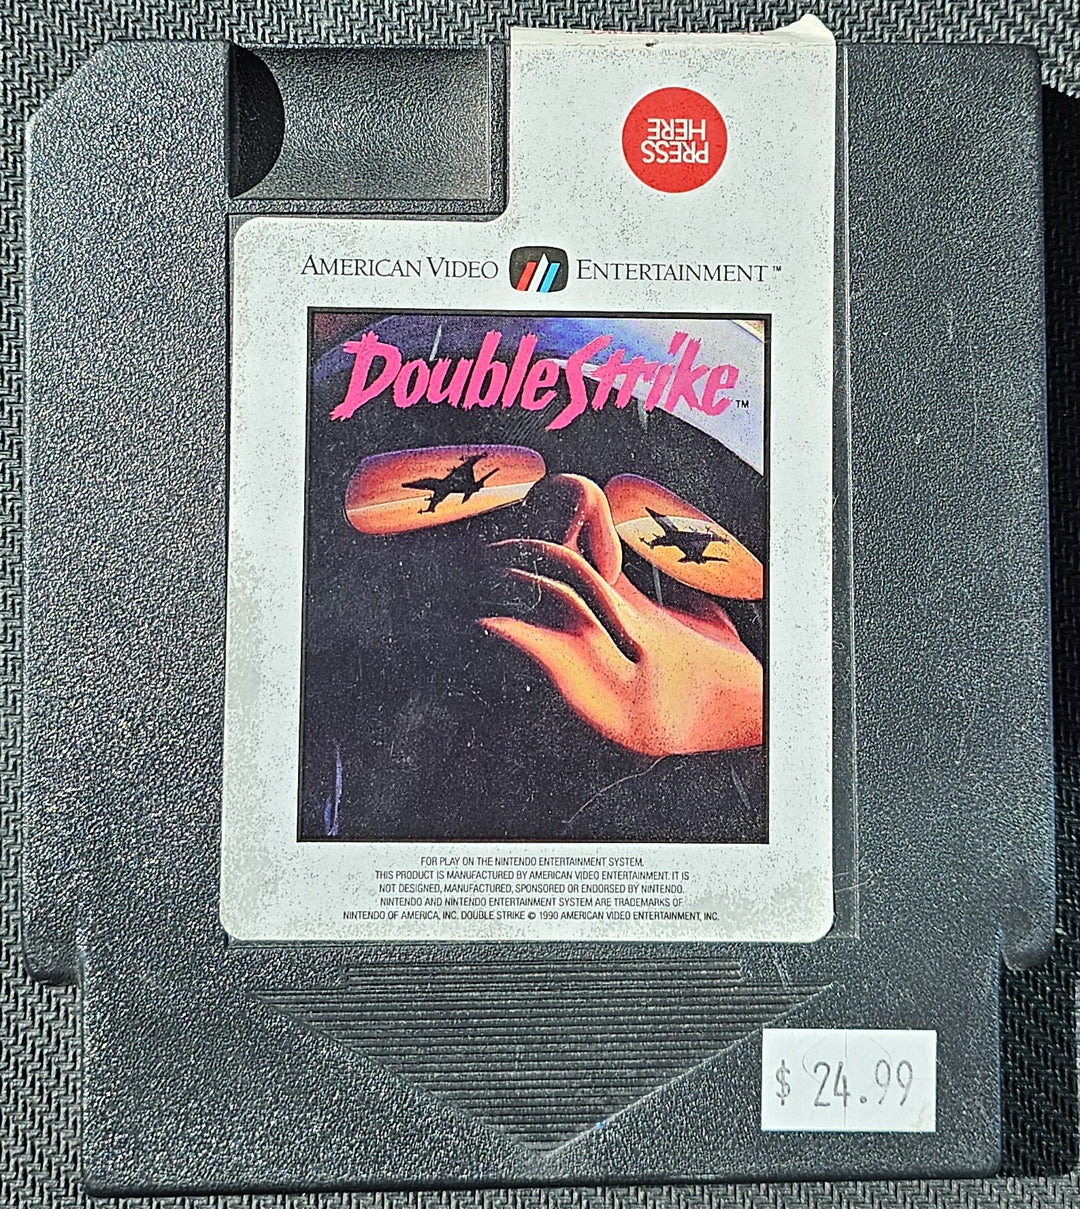 PRESS
HERE
AMERICAN VIDEO ENTERTAINMENT™
Double Strike™
FOR PLAY ON THE NINTENDO ENTERTAINMENT SYSTEM.
THIS PRODUCT IS MANUFACTURED BY AMERICAN VIDEO ENTERTAINMENT. IT IS
NOT DESIGNED, MANUFACTURED, SPONSORED OR ENDORSED BY NINTENDO.
NINTENDO AND NINTENDO ENTERTAINMENT SYSTEM ARE TRADEMARKS OF
NINTENDO OF AMERICA, INC. DOUBLE STRIKE © 1990 AMERICAN VIDEO ENTERTAINMENT, INC.
$ 24.99